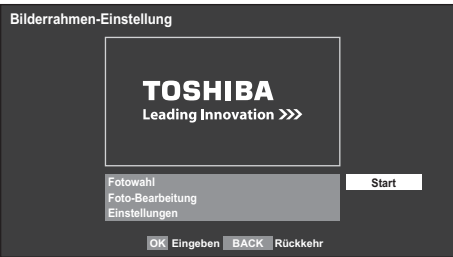 Bilderrahmen-Einstellung
TOSHIBA
Leading Innovation >>>
Fotowahl Start
Foto-Bearbeitung
Einstellungen
OK Eingeben BACK Rückkehr